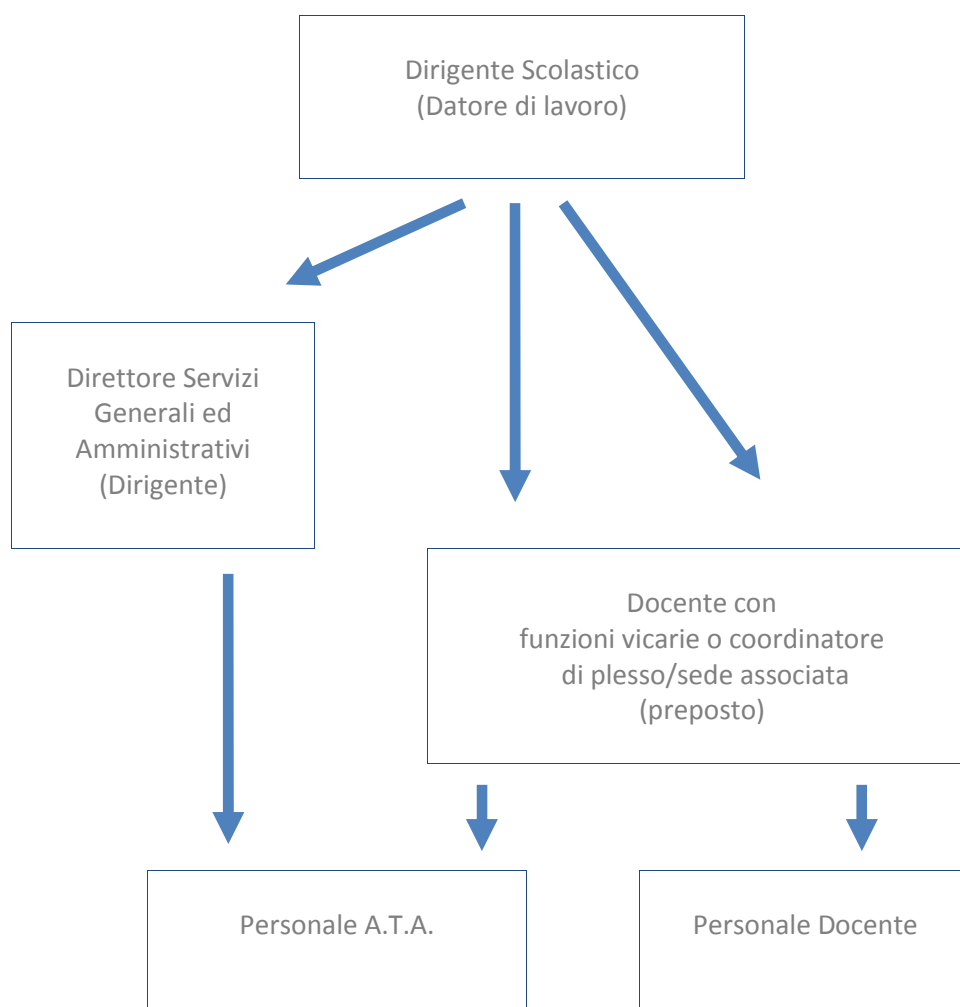 Dirigente Scolastico
(Datore di lavoro)
Direttore Servizi
Generali ed
Amministrativi
(Dirigente)
Docente con
funzioni vicarie o coordinatore
di plesso/sede associata
(preposto)
Personale A.T.A.
Personale Docente